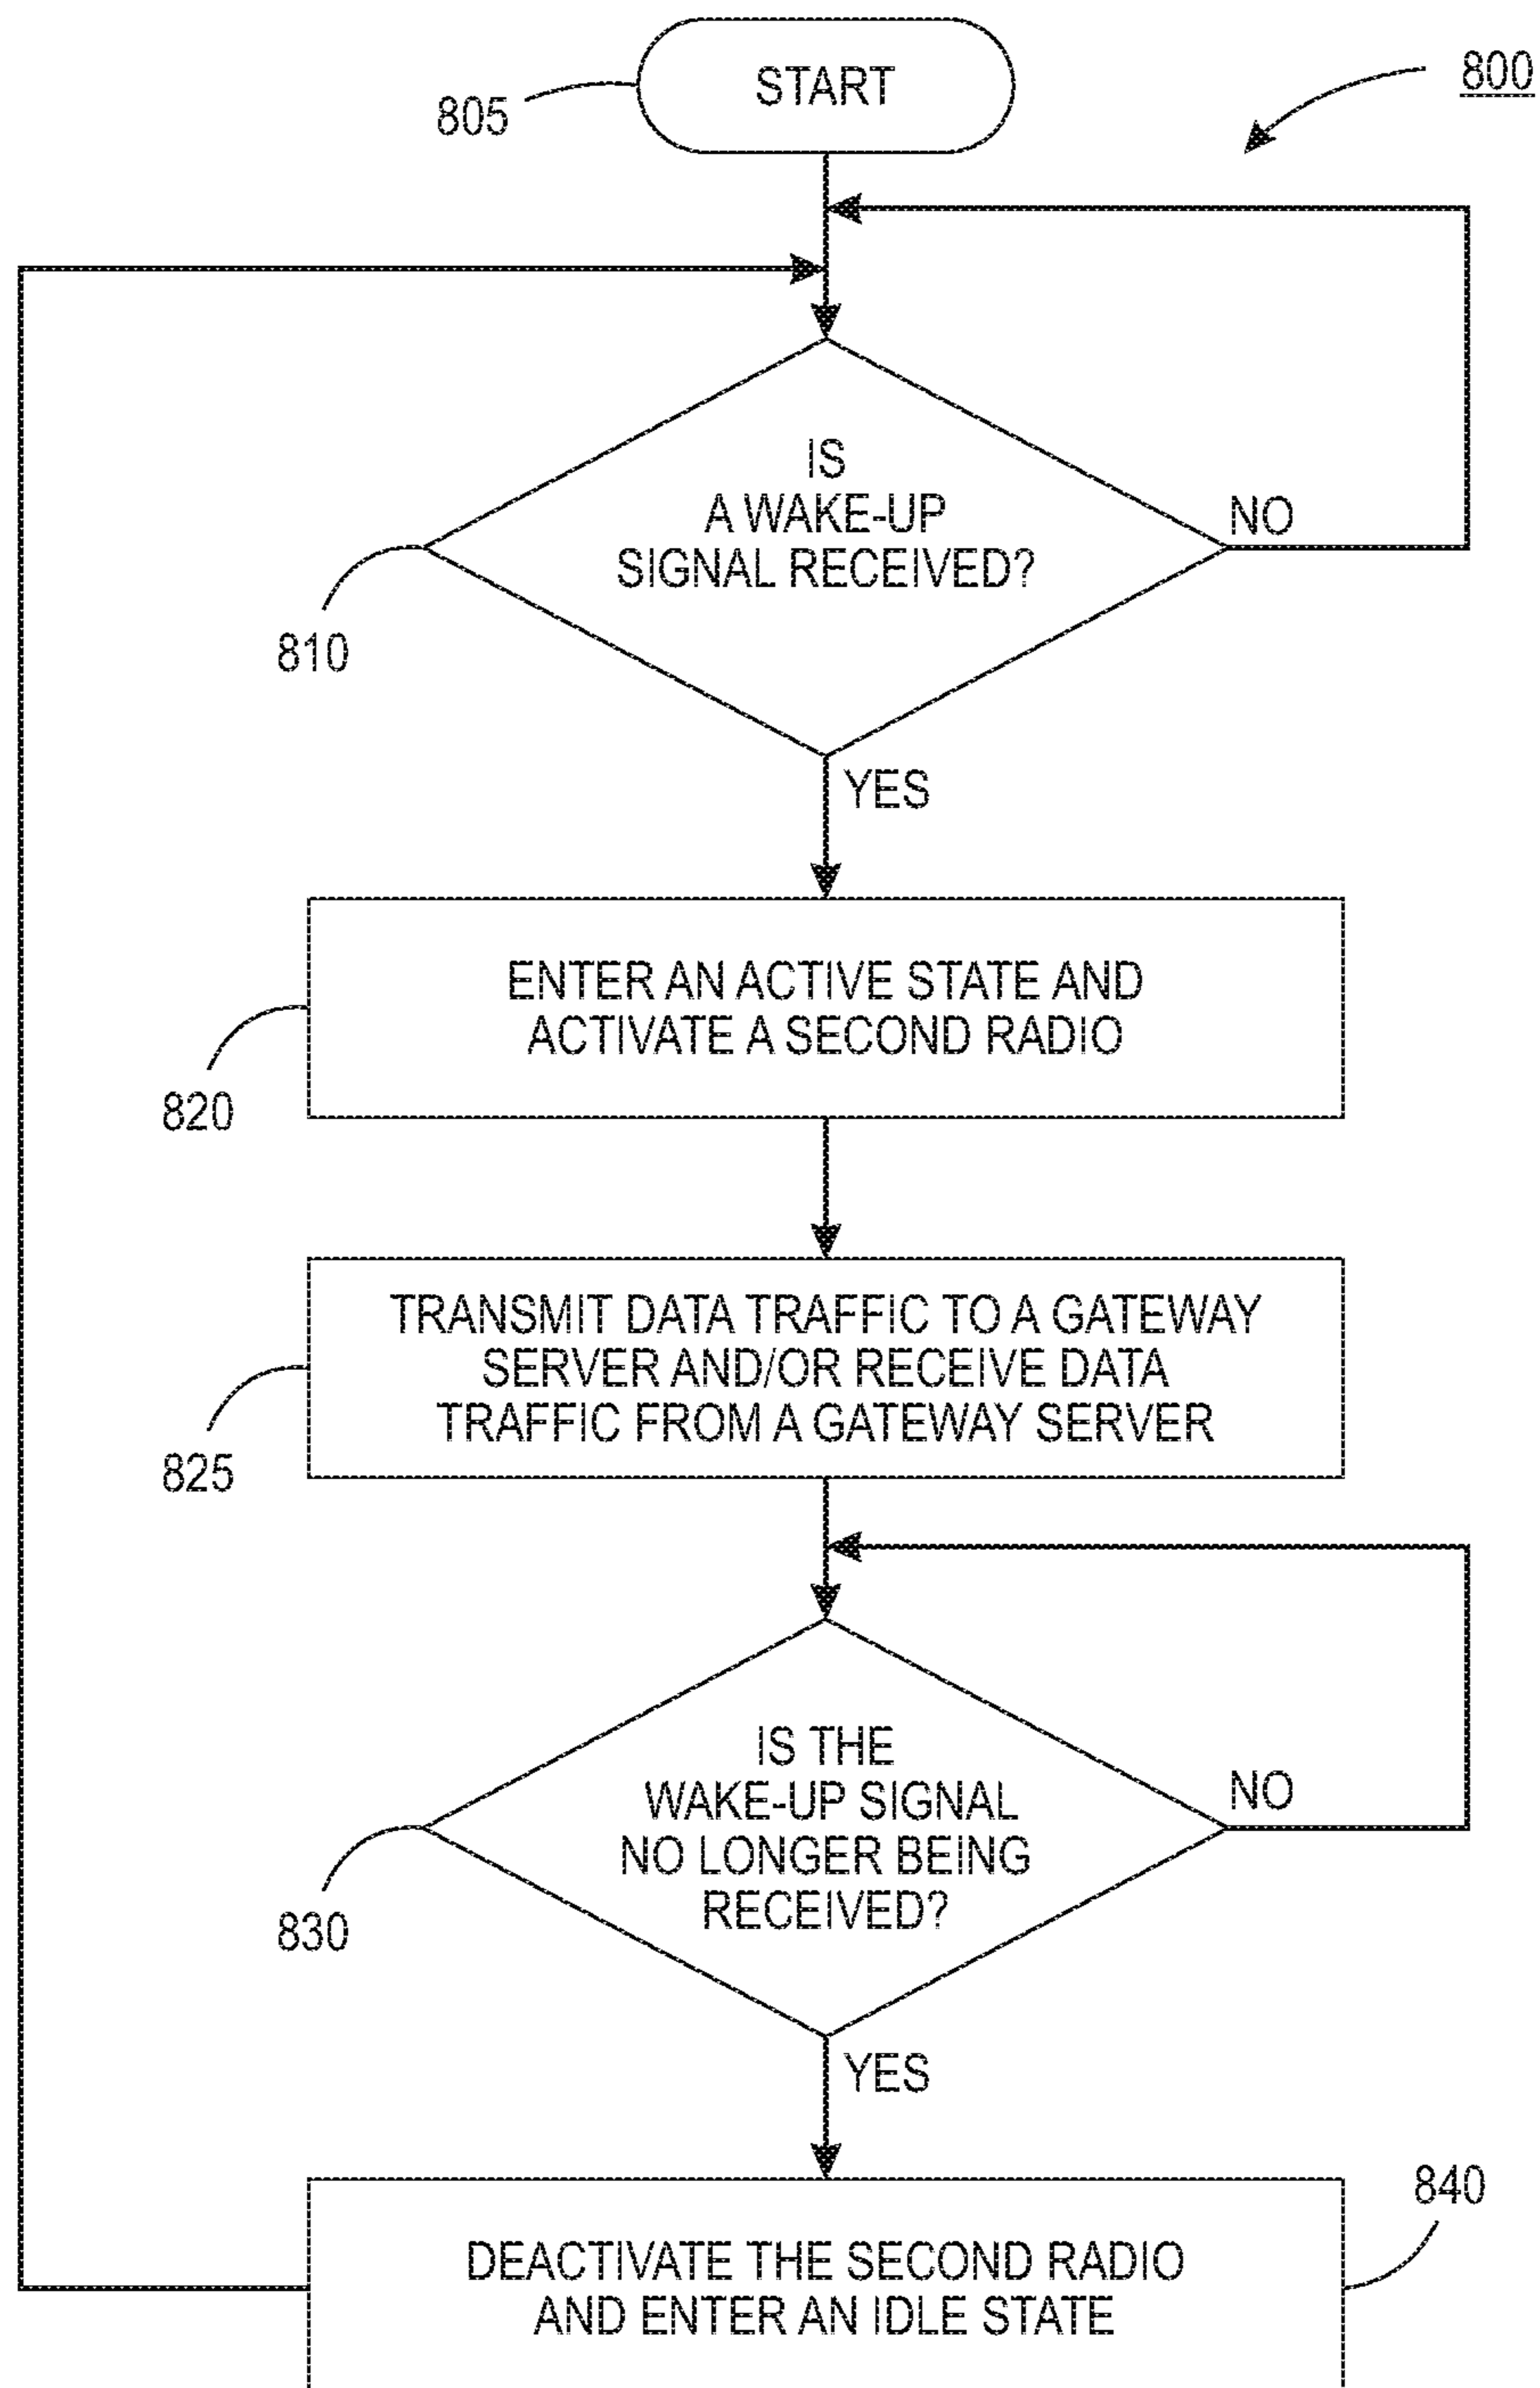 START
800
805
IS
A WAKE-UP
SIGNAL RECEIVED?
NO
810
YES
ENTER AN ACTIVE STATE AND
ACTIVATE A SECOND RADIO
820
TRANSMIT DATA TRAFFIC TO A GATEWAY
SERVER AND/OR RECEIVE DATA
TRAFFIC FROM A GATEWAY SERVER
825
IS THE
WAKE-UP SIGNAL
NO LONGER BEING
RECEIVED?
NO
830
YES
840
DEACTIVATE THE SECOND RADIO
AND ENTER AN IDLE STATE